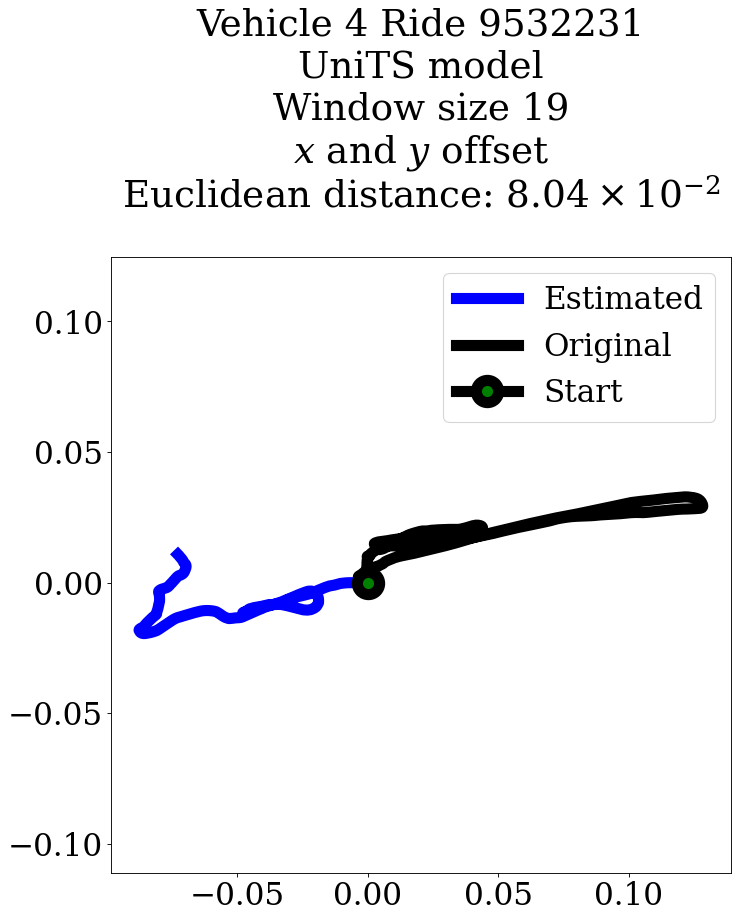 Vehicle 4 Ride 9532231
UniTS model
Window size 19
x and y offset
Euclidean distance: 8.04 × 10⁻²
Estimated
Original
Start
0.10
0.05
0.00
−0.05
−0.10
−0.05
0.00
0.05
0.10